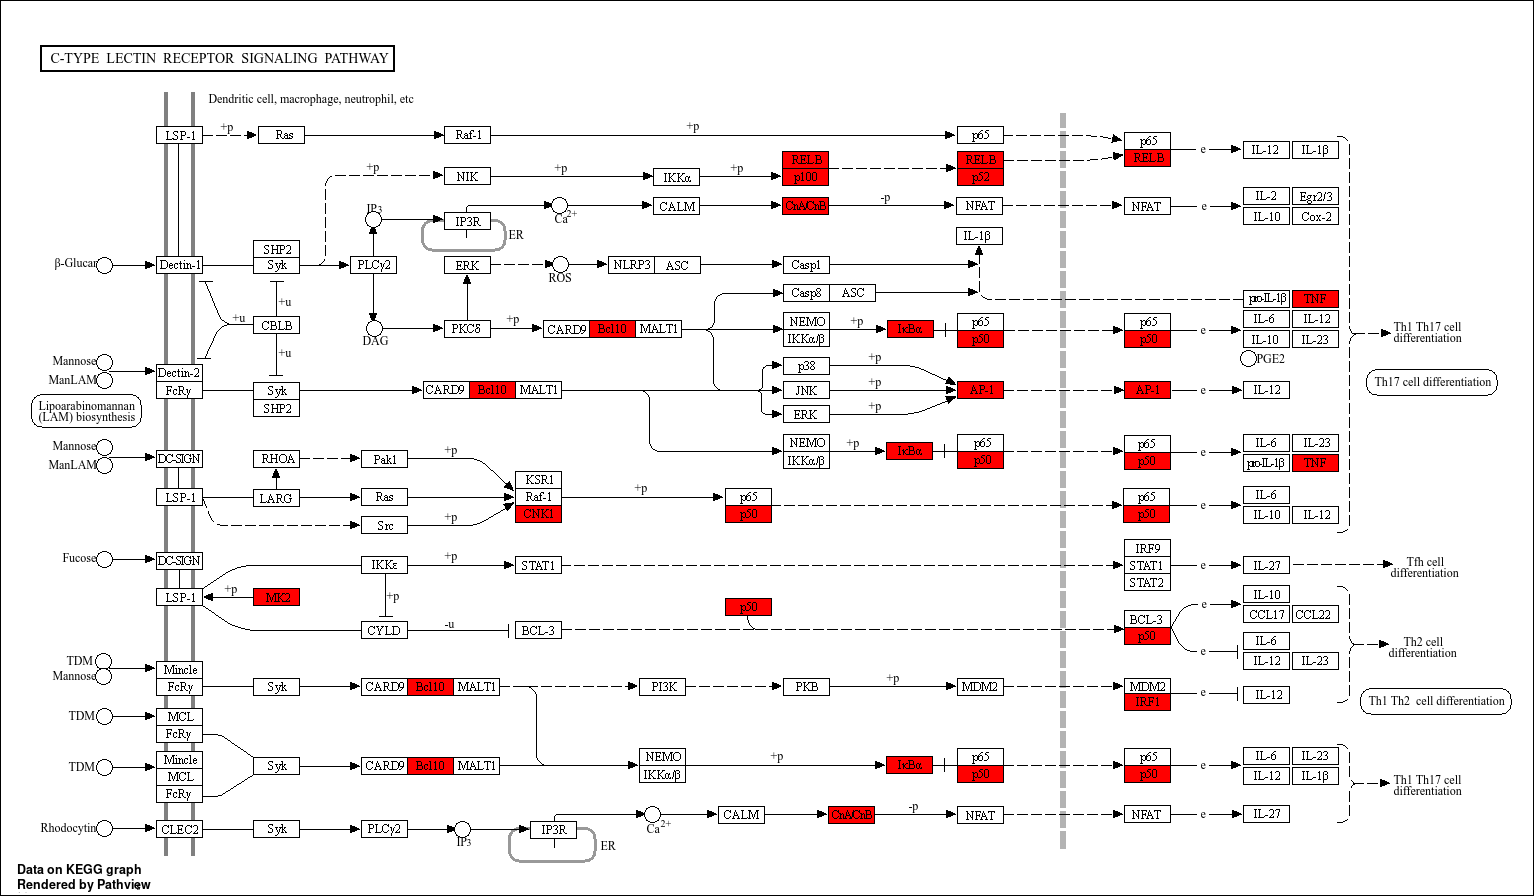 C-TYPE LECTIN RECEPTOR SIGNALING PATHWAY
Dendritic cell, macrophage, neutrophil, etc
LSP-1 +p Ras Raf-1 +p p65 p65
RELB RELB RELB e IL-12 IL-1β
+p NIK +p IKKα +p p100 p52
IL-2 Egr2/3
IP3 IP3R Ca2+ CALM CnA/CnB -p NFAT NFAT e IL-10 Cox-2
ER
IL-1β
SHP2
β-Glucar Dectin-1 Syk PLCγ2 ERK ROS NLRP3 ASC Casp1
Casp8 ASC
+u
pro-IL-1β TNF
+u CBLB DAG PKCδ +p CARD9 Bcl10 MALT1 NEMO IKKα/β +p IκBα p65 p50 p65 p50 e IL-6 IL-12 IL-10 IL-23
Th1 Th17 cell
differentiation
+u
PGE2
Mannose
ManLAM
Dectin-2
FcRγ Syk SHP2 CARD9 Bcl10 MALT1
p38 +p
JNK +p AP-1 AP-1 e IL-12
ERK +p
Th17 cell differentiation
Lipoarabinomannan
(LAM) biosynthesis
Mannose
ManLAM
DC-SIGN RHOA Pak1 +p
NEMO IKKα/β +p IκBα p65 p50 p65 p50 e IL-6 IL-23 pro-IL-1β TNF
KSR1
LSP-1 LARG Ras Raf-1 +p p65 p65 e IL-6
CNK1 p50 p50 IL-10 IL-12
Src +p
Fucose DC-SIGN IKKε +p STAT1 IRF9 STAT1 STAT2 e IL-27
Tfh cell
differentiation
LSP-1 +p MK2 +p p50 e IL-10 CCL17 CCL22
CYLD -u BCL-3 BCL-3 p50 e IL-6 IL-12 IL-23
Th2 cell
differentiation
TDM
Mannose
Mincle
FcRγ Syk CARD9 Bcl10 MALT1 PI3K PKB +p MDM2 MDM2 IRF1 e IL-12
Th1 Th2 cell differentiation
TDM MCL
FcRγ
TDM Mincle
MCL
FcRγ
Syk CARD9 Bcl10 MALT1 NEMO IKKα/β +p IκBα p65 p50 p65 p50 e IL-6 IL-23 IL-12 IL-1β
Th1 Th17 cell
differentiation
Rhodocytin CLEC2 Syk PLCγ2 IP3 IP3R Ca2+ CALM CnA/CnB -p NFAT NFAT e IL-27
ER
Data on KEGG graph
Rendered by Pathview